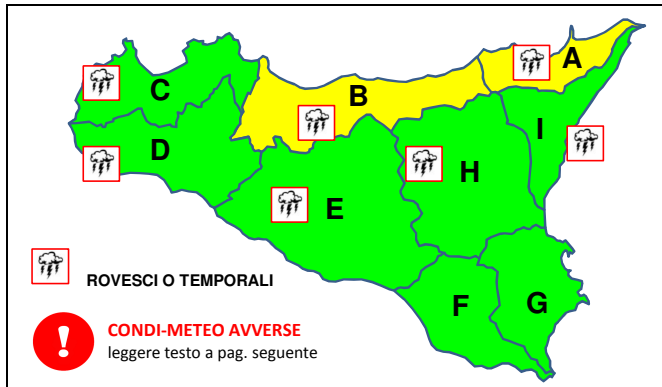 A
B
C
I
D
H
E
F
G
ROVESCI O TEMPORALI
!
CONDI-METEO AVVERSE
leggere testo a pag. seguente